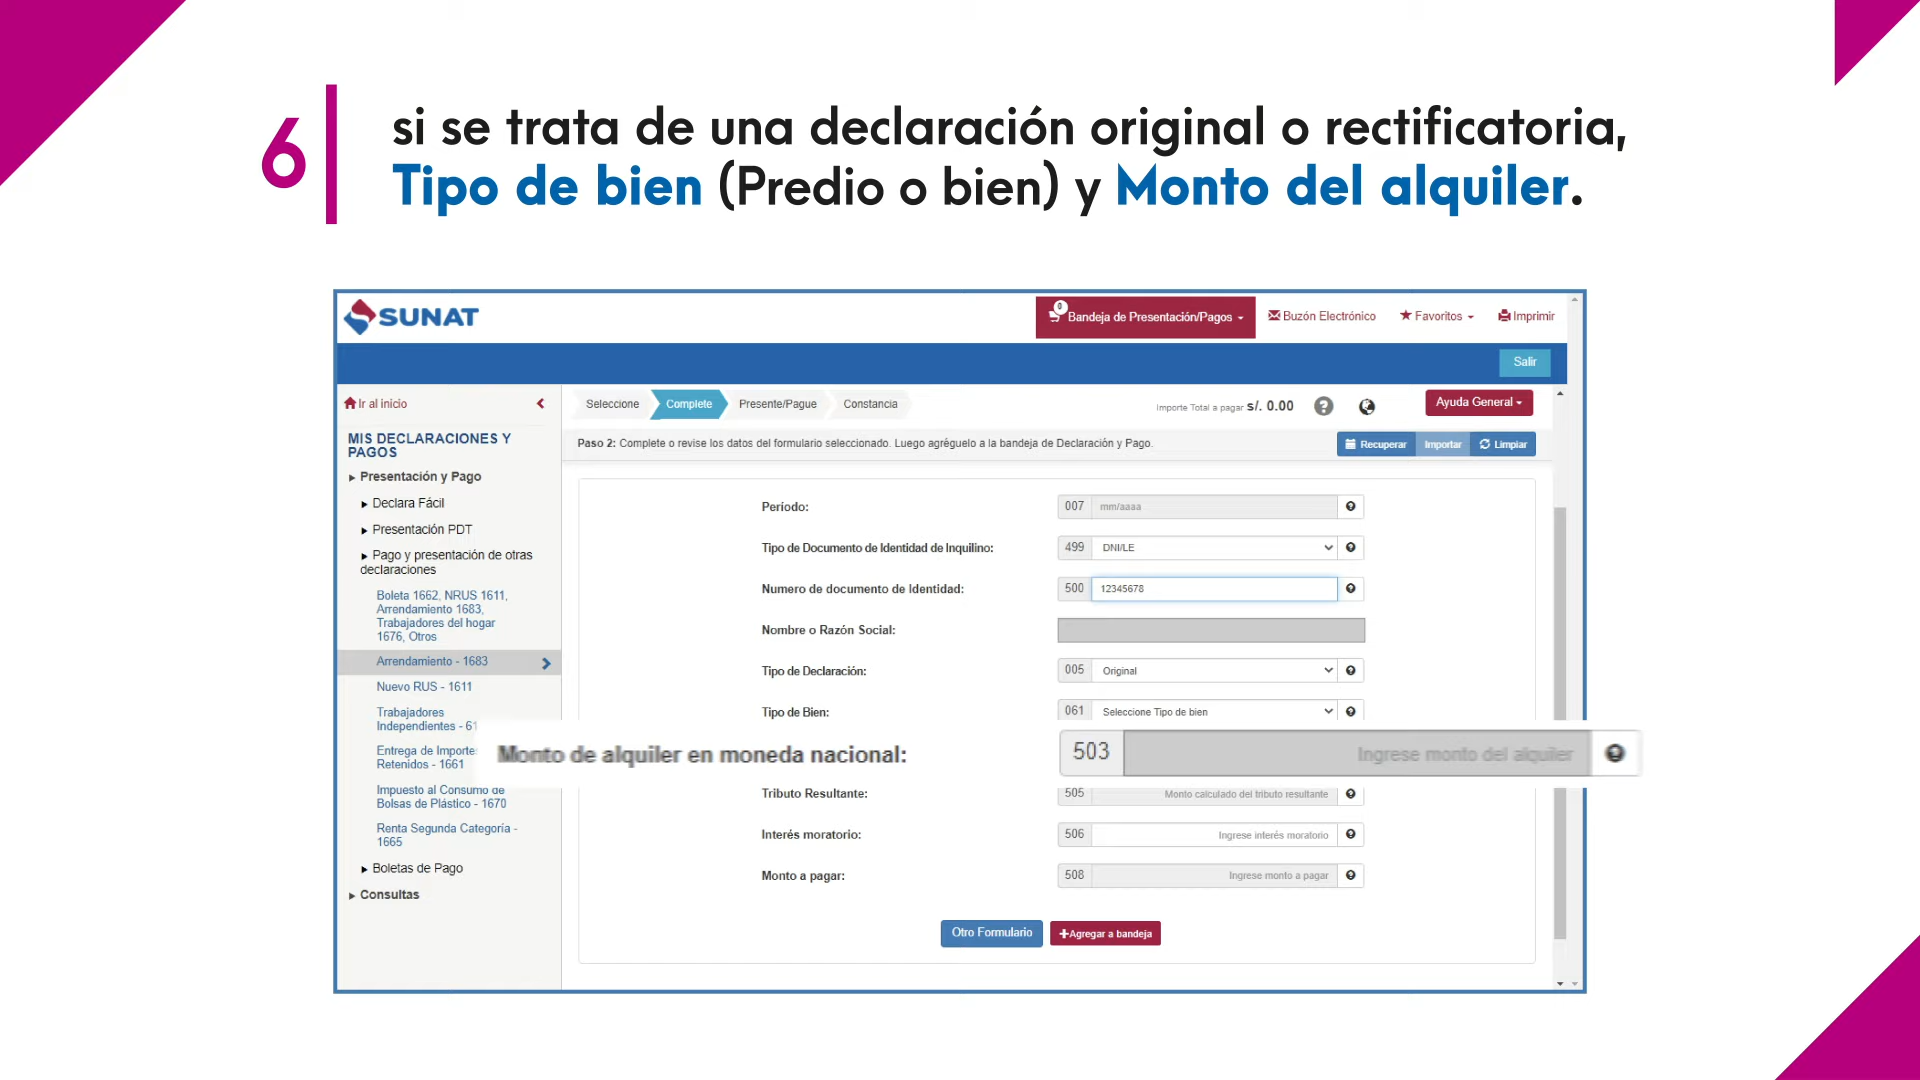 6
si se trata de una declaración original o rectificatoria,
Tipo de bien (Predio o bien) y Monto del alquiler.
SUNAT
0
Bandeja de Presentación/Pagos
Buzón Electrónico
Favoritos
Imprimir
Salir
Ir al inicio
Seleccione
Complete
Presente/Pague
Constancia
Importe Total a pagar s/. 0.00
Ayuda General
MIS DECLARACIONES Y
PAGOS
Paso 2: Complete o revise los datos del formulario seleccionado. Luego agréguelo a la bandeja de Declaración y Pago.
Recuperar
Importar
Limpiar
Presentación y Pago
Declara Fácil
Presentación PDT
Pago y presentación de otras
declaraciones
Boleta 1662, NRUS 1611,
Arrendamiento 1683,
Trabajadores del hogar
1676, Otros
Arrendamiento - 1683
Nuevo RUS - 1611
Trabajadores
Independientes - 61
Entrega de Importe
Retenidos - 1661
Impuesto al Consumo de
Bolsas de Plástico - 1670
Renta Segunda Categoría -
1665
Boletas de Pago
Consultas
Período: 007 mm/aaaa
Tipo de Documento de Identidad de Inquilino: 499 DNI/LE
Numero de documento de Identidad: 500 12345678
Nombre o Razón Social:
Tipo de Declaración: 005 Original
Tipo de Bien: 061 Seleccione Tipo de bien
Monto de alquiler en moneda nacional: 503 Ingrese monto del alquiler
Tributo Resultante: 505 Monto calculado del tributo resultante
Interés moratorio: 506 Ingrese interés moratorio
Monto a pagar: 508 Ingrese monto a pagar
Otro Formulario
Agregar a bandeja